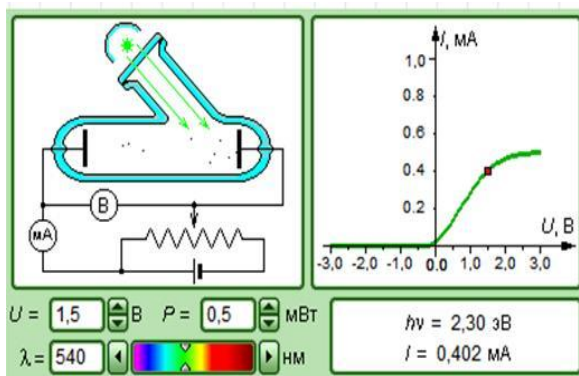 В
мА
I, мА
1,0
0.8
0.6
0.4
0.2
U, В
-3,0 -2,0 -1,0 0.0 1,0 2,0 3,0
U = 1,5 В P = 0,5 мВт
λ = 540 нм
hν = 2,30 эВ
I = 0,402 мА